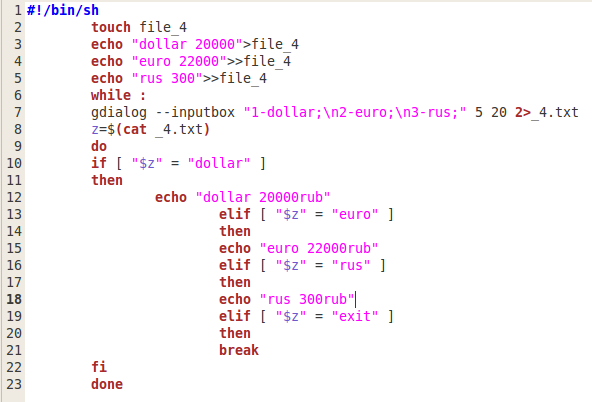 1 #!/bin/sh
2 touch file_4
3 echo "dollar 20000">file_4
4 echo "euro 22000">>file_4
5 echo "rus 300">>file_4
6 while :
7 gdialog --inputbox "1-dollar;\n2-euro;\n3-rus;" 5 20 2>_4.txt
8 z=$(cat _4.txt)
9 do
10 if [ "$z" = "dollar" ]
11 then
12 echo "dollar 20000rub"
13 elif [ "$z" = "euro" ]
14 then
15 echo "euro 22000rub"
16 elif [ "$z" = "rus" ]
17 then
18 echo "rus 300rub"
19 elif [ "$z" = "exit" ]
20 then
21 break
22 fi
23 done